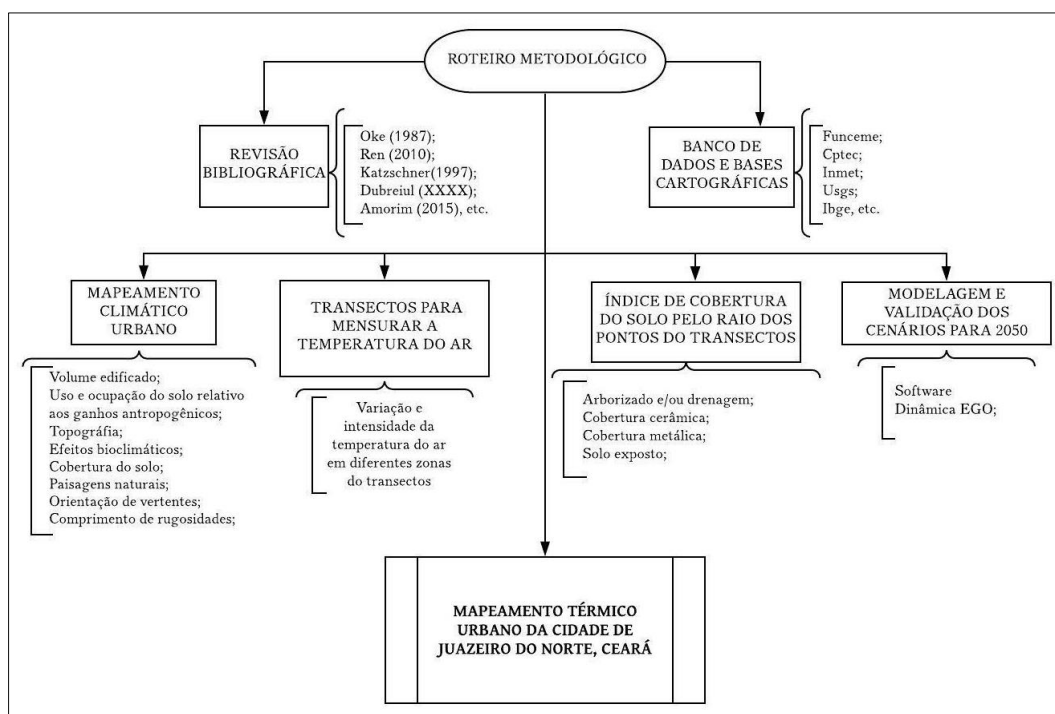 ROTEIRO METODOLÓGICO
REVISÃO
BIBLIOGRÁFICA
Oke (1987);
Ren (2010);
Katzschner(1997);
Dubreiul (XXXX);
Amorim (2015), etc.
BANCO DE
DADOS E BASES
CARTOGRÁFICAS
Funceme;
Cptec;
Inmet;
Usgs;
Ibge, etc.
MAPEAMENTO
CLIMÁTICO
URBANO
Volume edificado;
Uso e ocupação do solo relativo
aos ganhos antropogênicos;
Topográfia;
Efeitos bioclimáticos;
Cobertura do solo;
Paisagens naturais;
Orientação de vertentes;
Comprimento de rugosidades;
TRANSECTOS PARA
MENSURAR A
TEMPERATURA DO AR
Variação e
intensidade da
temperatura do ar
em diferentes zonas
do transectos
ÍNDICE DE COBERTURA
DO SOLO PELO RAIO DOS
PONTOS DO TRANSECTOS
Arborizado e/ou drenagem;
Cobertura cerâmica;
Cobertura metálica;
Solo exposto;
MODELAGEM E
VALIDAÇÃO DOS
CENÁRIOS PARA 2050
Software
Dinâmica EGO;
MAPEAMENTO TÉRMICO
URBANO DA CIDADE DE
JUAZEIRO DO NORTE, CEARÁ